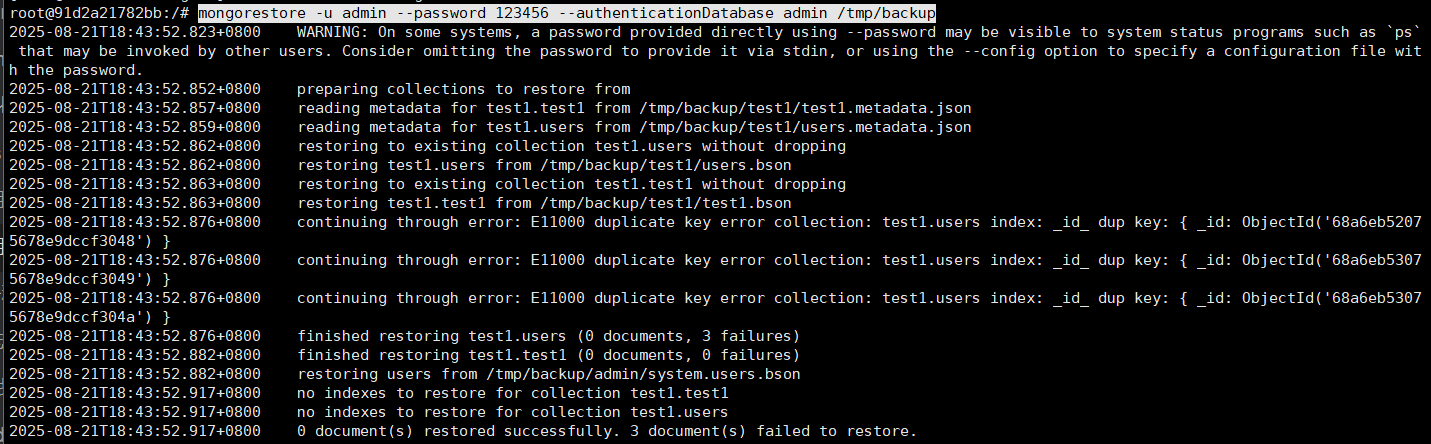 root@91d2a21782bb:/# mongorestore -u admin --password 123456 --authenticationDatabase admin /tmp/backup
2025-08-21T18:43:52.823+0800    WARNING: On some systems, a password provided directly using --password may be visible to system status programs such as `ps`
 that may be invoked by other users. Consider omitting the password to provide it via stdin, or using the --config option to specify a configuration file wit
h the password.
2025-08-21T18:43:52.852+0800    preparing collections to restore from
2025-08-21T18:43:52.857+0800    reading metadata for test1.test1 from /tmp/backup/test1/test1.metadata.json
2025-08-21T18:43:52.859+0800    reading metadata for test1.users from /tmp/backup/test1/users.metadata.json
2025-08-21T18:43:52.862+0800    restoring to existing collection test1.users without dropping
2025-08-21T18:43:52.862+0800    restoring test1.users from /tmp/backup/test1/users.bson
2025-08-21T18:43:52.863+0800    restoring to existing collection test1.test1 without dropping
2025-08-21T18:43:52.863+0800    restoring test1.test1 from /tmp/backup/test1/test1.bson
2025-08-21T18:43:52.876+0800    continuing through error: E11000 duplicate key error collection: test1.users index: _id_ dup key: { _id: ObjectId('68a6eb5207
5678e9dccf3048') }
2025-08-21T18:43:52.876+0800    continuing through error: E11000 duplicate key error collection: test1.users index: _id_ dup key: { _id: ObjectId('68a6eb5307
5678e9dccf3049') }
2025-08-21T18:43:52.876+0800    continuing through error: E11000 duplicate key error collection: test1.users index: _id_ dup key: { _id: ObjectId('68a6eb5307
5678e9dccf304a') }
2025-08-21T18:43:52.876+0800    finished restoring test1.users (0 documents, 3 failures)
2025-08-21T18:43:52.882+0800    finished restoring test1.test1 (0 documents, 0 failures)
2025-08-21T18:43:52.882+0800    restoring users from /tmp/backup/admin/system.users.bson
2025-08-21T18:43:52.917+0800    no indexes to restore for collection test1.test1
2025-08-21T18:43:52.917+0800    no indexes to restore for collection test1.users
2025-08-21T18:43:52.917+0800    0 document(s) restored successfully. 3 document(s) failed to restore.